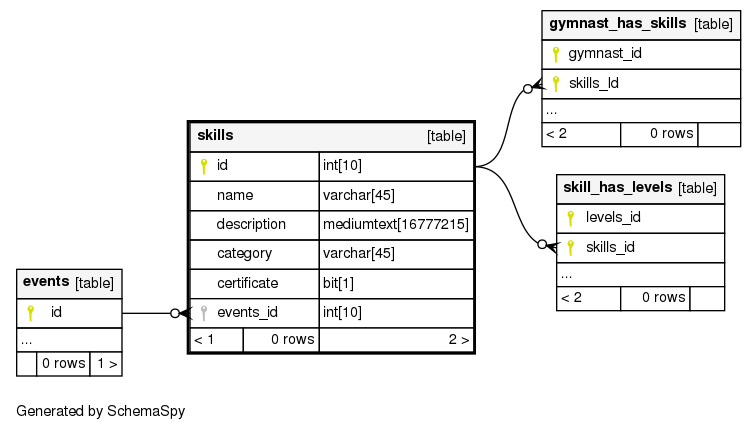 gymnast_has_skills [table]
gymnast_id
skills_Id
...
< 2 0 rows
skills [table]
id int[10]
name varchar[45]
description mediumtext[16777215]
category varchar[45]
certificate bit[1]
events_id int[10]
< 1 0 rows 2 >
skill_has_levels [table]
levels_id
skills_id
...
< 2 0 rows
events [table]
id
...
0 rows 1 >
Generated by SchemaSpy